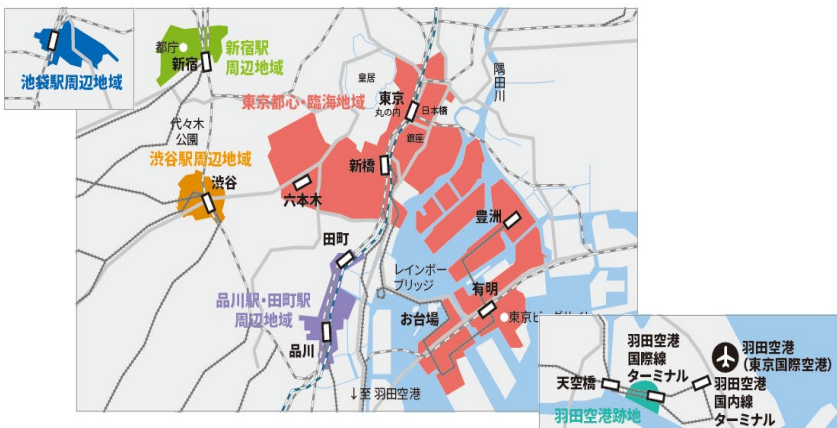 池袋駅周辺地域
都庁
新宿
新宿駅
周辺地域
皇居
東京都心・臨海地域
東京
丸の内
日本橋
銀座
隅田川
代々木
公園
渋谷駅周辺地域
渋谷
新橋
六本木
豊洲
田町
レインボー
ブリッジ
有明
品川駅・田町駅
周辺地域
お台場
品川
↓至 羽田空港
羽田空港
国際線
ターミナル
羽田空港
(東京国際空港)
天空橋
羽田空港
国内線
ターミナル
羽田空港跡地